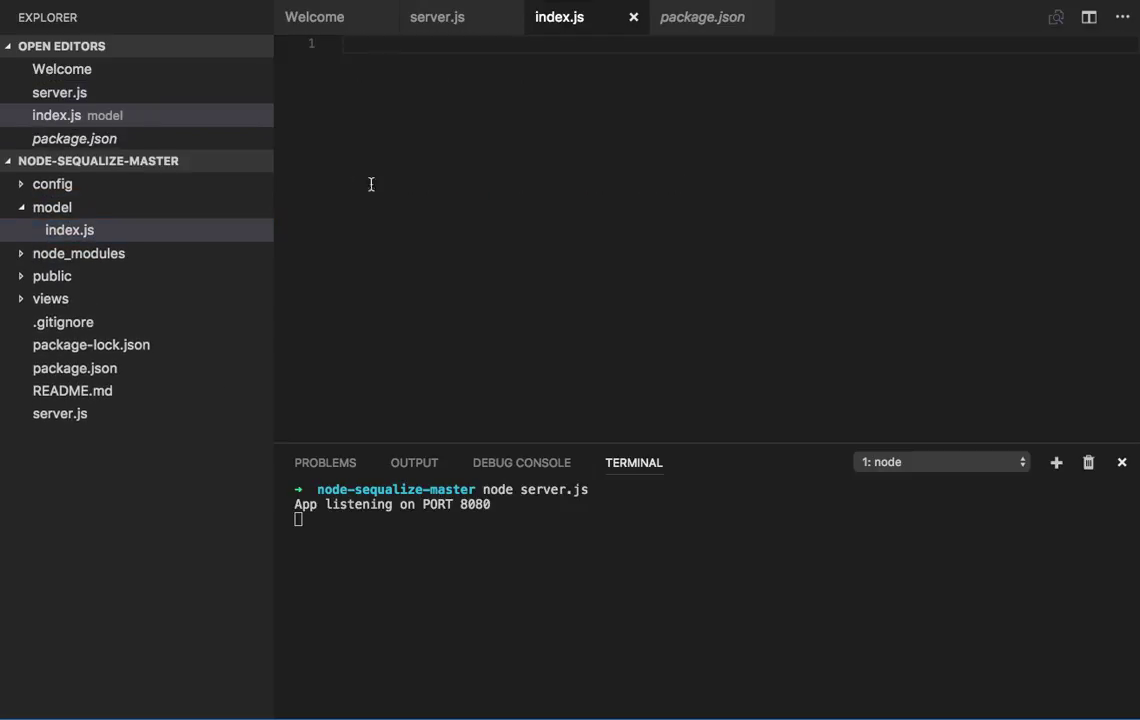 EXPLORER
OPEN EDITORS
Welcome
server.js
index.js model
package.json
NODE-SEQUALIZE-MASTER
config
model
index.js
node_modules
public
views
.gitignore
package-lock.json
package.json
README.md
server.js
Welcome server.js index.js package.json
1
PROBLEMS OUTPUT DEBUG CONSOLE TERMINAL 1: node
➜ node-sequalize-master node server.js
App listening on PORT 8080